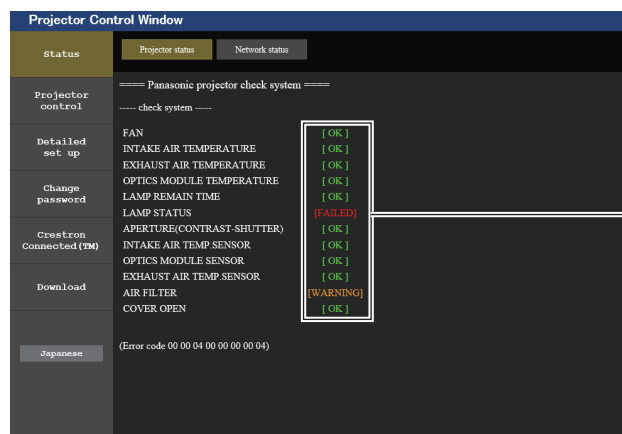 Projector Control Window
Status
Projector status
Network status
Projector
control
Detailed
set up
Change
password
Crestron
Connected(TM)
Download
Japanese
==== Panasonic projector check system ====
----- check system -----
FAN [ OK ]
INTAKE AIR TEMPERATURE [ OK ]
EXHAUST AIR TEMPERATURE [ OK ]
OPTICS MODULE TEMPERATURE [ OK ]
LAMP REMAIN TIME [ OK ]
LAMP STATUS [FAILED]
APERTURE(CONTRAST-SHUTTER) [ OK ]
INTAKE AIR TEMP.SENSOR [ OK ]
OPTICS MODULE SENSOR [ OK ]
EXHAUST AIR TEMP.SENSOR [ OK ]
AIR FILTER [WARNING]
COVER OPEN [ OK ]
(Error code 00 00 04 00 00 00 00 04)